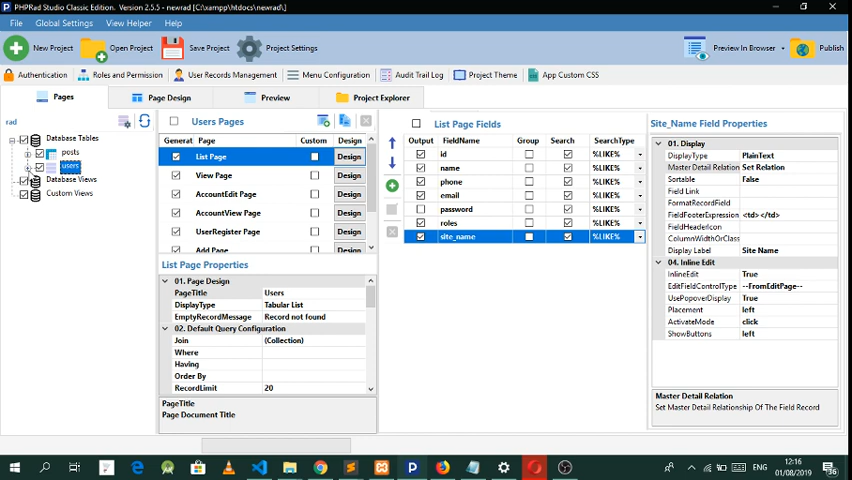 PHPRad Studio Classic Edition. Version 2.5.5 - newrad [C:\xampp\htdocs\newrad\]
File Global Settings View Helper Help
New Project Open Project Save Project Project Settings Preview In Browser Publish
Authentication Roles and Permission User Records Management Menu Configuration Audit Trail Log Project Theme App Custom CSS
Pages Page Design Preview Project Explorer
rad
Database Tables
posts
users
Database Views
Custom Views
Users Pages
Generat Page Custom Design
List Page Design
View Page Design
AccountEdit Page Design
AccountView Page Design
UserRegister Page Design
Add Page Design
List Page Properties
01. Page Design
PageTitle Users
DisplayType Tabular List
EmptyRecordMessage Record not found
02. Default Query Configuration
Join (Collection)
Where
Having
Order By
RecordLimit 20
PageTitle
Page Document Title
List Page Fields
Output FieldName Group Search SearchType
id %LIKE%
name %LIKE%
phone %LIKE%
email %LIKE%
password %LIKE%
roles %LIKE%
site_name %LIKE%
Site_Name Field Properties
01. Display
DisplayType PlainText
Master Detail Relation Set Relation
Sortable False
Field Link
FormatRecordField
FieldFooterExpression <td></td>
FieldHeaderIcon
ColumnWidthOrClass
Display Label Site Name
04. Inline Edit
InlineEdit True
EditFieldControlType --FromEditPage--
UsePopoverDisplay True
Placement left
ActivateMode click
ShowButtons left
Master Detail Relation
Set Master Detail Relationship Of The Field Record
ENG
12:16
01/08/2019
36